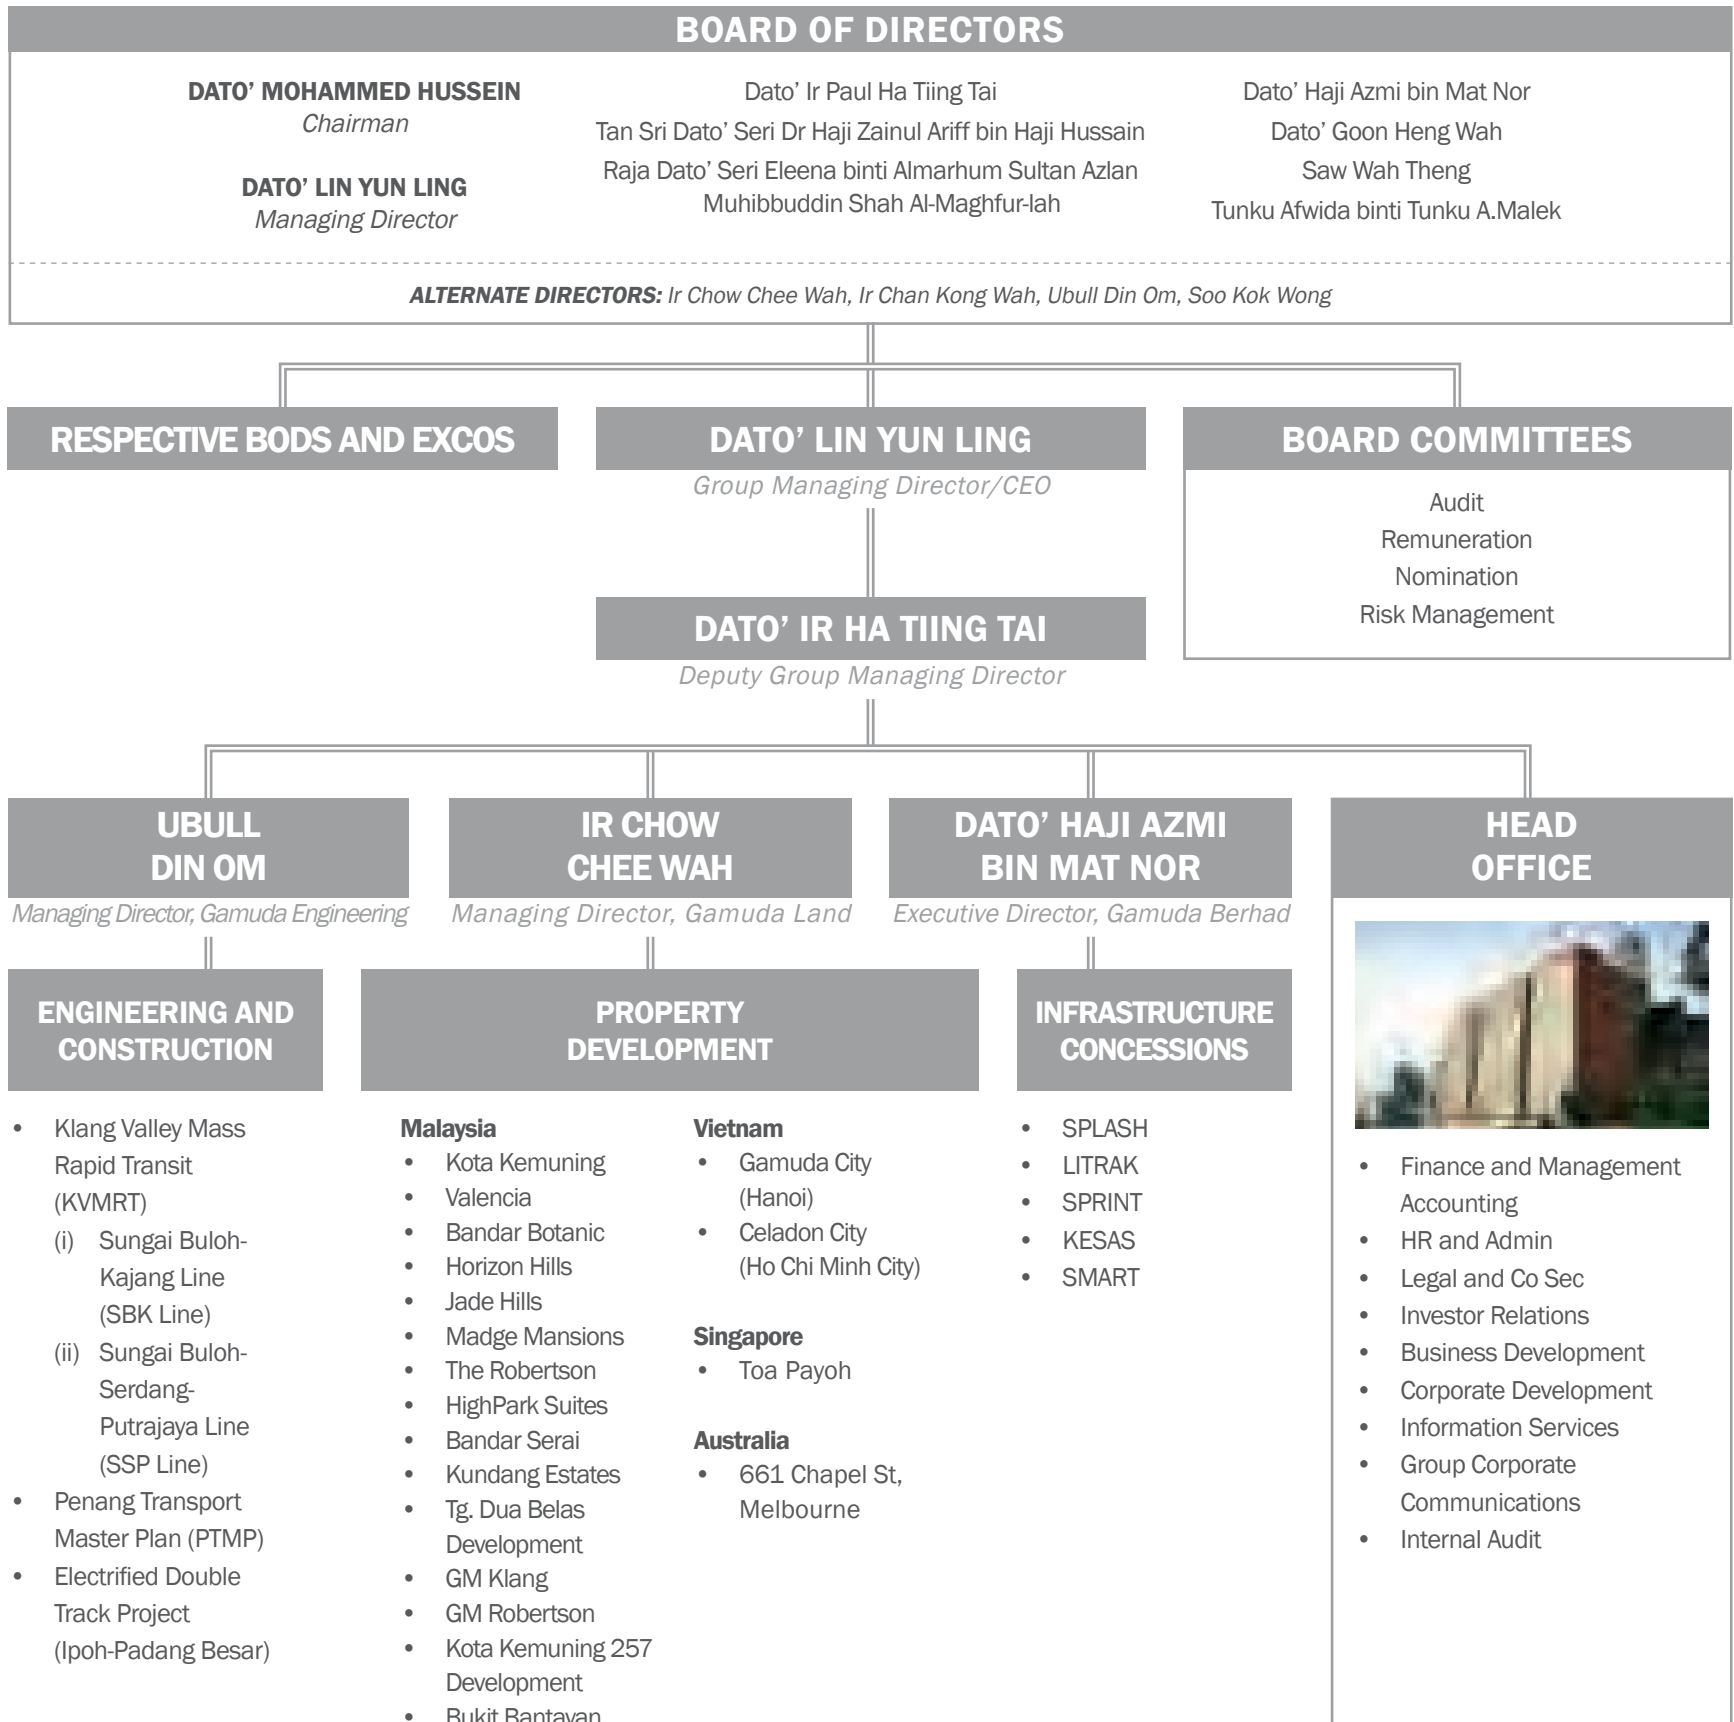 BOARD OF DIRECTORS
DATO' MOHAMMED HUSSEIN
Chairman
DATO' LIN YUN LING
Managing Director
Dato' Ir Paul Ha Tiing Tai
Tan Sri Dato' Seri Dr Haji Zainul Ariff bin Haji Hussain
Raja Dato' Seri Eleena binti Almarhum Sultan Azlan
Muhibbuddin Shah Al-Maghfur-lah
Dato' Haji Azmi bin Mat Nor
Dato' Goon Heng Wah
Saw Wah Theng
Tunku Afwida binti Tunku A.Malek
ALTERNATE DIRECTORS: Ir Chow Chee Wah, Ir Chan Kong Wah, Ubull Din Om, Soo Kok Wong
RESPECTIVE BODS AND EXCOS
DATO' LIN YUN LING
Group Managing Director/CEO
BOARD COMMITTEES
Audit
Remuneration
Nomination
Risk Management
DATO' IR HA TIING TAI
Deputy Group Managing Director
UBULL
DIN OM
Managing Director, Gamuda Engineering
IR CHOW
CHEE WAH
Managing Director, Gamuda Land
DATO' HAJI AZMI
BIN MAT NOR
Executive Director, Gamuda Berhad
HEAD
OFFICE
ENGINEERING AND
CONSTRUCTION
• Klang Valley Mass
Rapid Transit
(KVMRT)
(i) Sungai Buloh-
Kajang Line
(SBK Line)
(ii) Sungai Buloh-
Serdang-
Putrajaya Line
(SSP Line)
• Penang Transport
Master Plan (PTMP)
• Electrified Double
Track Project
(Ipoh-Padang Besar)
PROPERTY
DEVELOPMENT
Malaysia
• Kota Kemuning
• Valencia
• Bandar Botanic
• Horizon Hills
• Jade Hills
• Madge Mansions
• The Robertson
• HighPark Suites
• Bandar Serai
• Kundang Estates
• Tg. Dua Belas
Development
• GM Klang
• GM Robertson
• Kota Kemuning 257
Development
• Bukit Bantayan
Vietnam
• Gamuda City
(Hanoi)
• Celadon City
(Ho Chi Minh City)
Singapore
• Toa Payoh
Australia
• 661 Chapel St,
Melbourne
INFRASTRUCTURE
CONCESSIONS
• SPLASH
• LITRAK
• SPRINT
• KESAS
• SMART
• Finance and Management
Accounting
• HR and Admin
• Legal and Co Sec
• Investor Relations
• Business Development
• Corporate Development
• Information Services
• Group Corporate
Communications
• Internal Audit